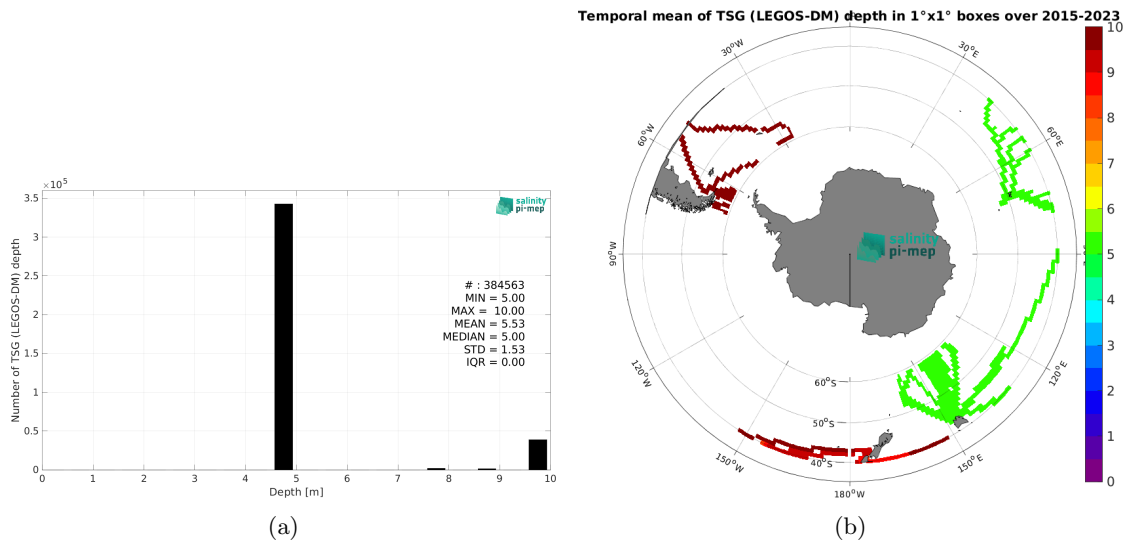 Temporal mean of TSG (LEGOS-DM) depth in 1°x1° boxes over 2015-2023
×10⁵
3.5
3
2.5
2
1.5
1
0.5
0
Number of TSG (LEGOS-DM) depth
0 1 2 3 4 5 6 7 8 9 10
Depth [m]
salinity
pi-mep
# : 384563
MIN = 5.00
MAX = 10.00
MEAN = 5.53
MEDIAN = 5.00
STD = 1.53
IQR = 0.00
(a)
30°W
30°E
60°W
60°E
90°W
120°W
120°E
150°W
150°E
180°W
60°S
50°S
40°S
salinity
pi-mep
10
9
8
7
6
5
4
3
2
1
0
(b)